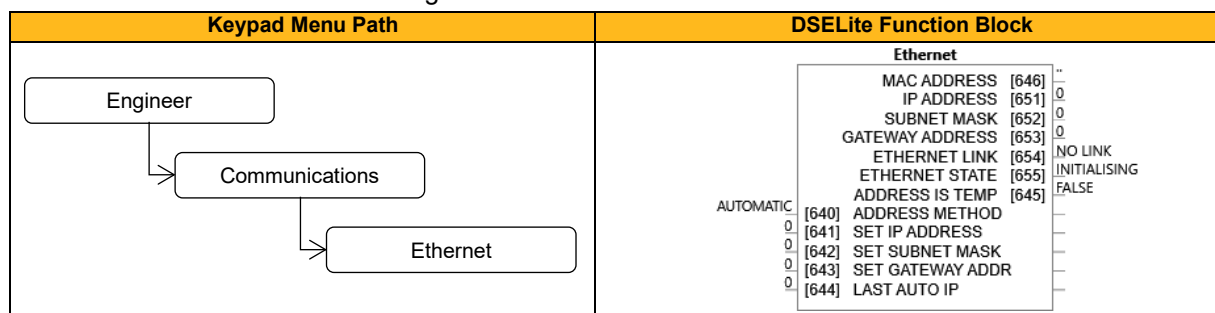 Keypad Menu Path
DSELite Function Block
Engineer
Communications
Ethernet
Ethernet
MAC ADDRESS [646] ..
IP ADDRESS [651] 0
SUBNET MASK [652] 0
GATEWAY ADDRESS [653] 0
ETHERNET LINK [654] NO LINK
ETHERNET STATE [655] INITIALISING
ADDRESS IS TEMP [645] FALSE
AUTOMATIC [640] ADDRESS METHOD
0 [641] SET IP ADDRESS
0 [642] SET SUBNET MASK
0 [643] SET GATEWAY ADDR
0 [644] LAST AUTO IP